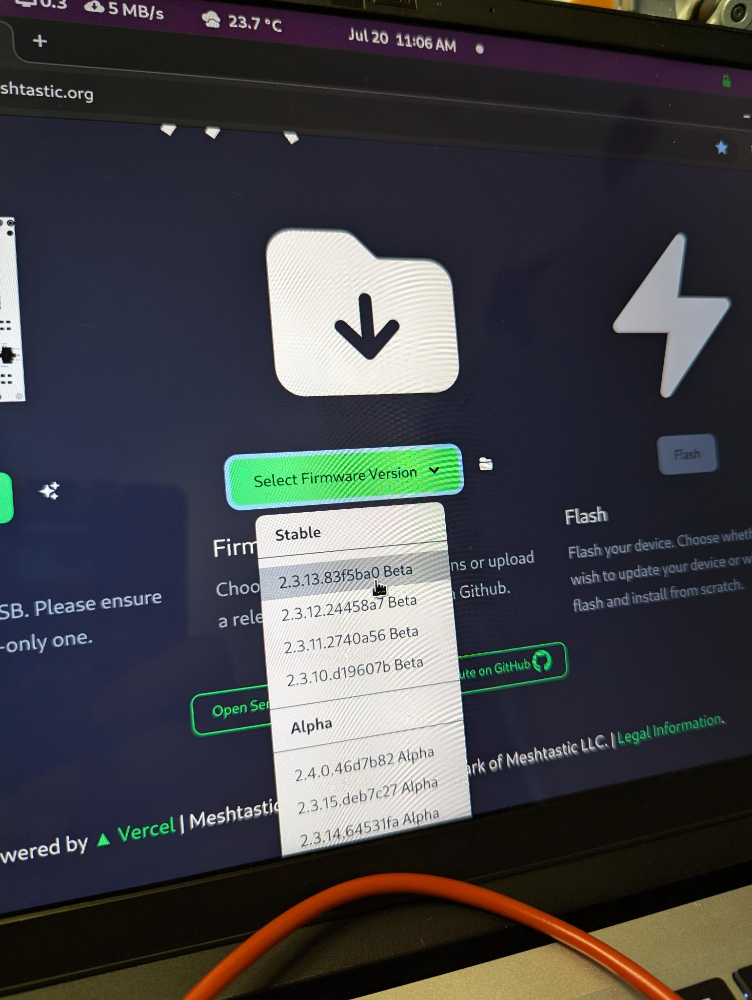 0.3 5 MB/s 23.7 °C Jul 20 11:06 AM
+
shtastic.org
Select Firmware Version
Flash
Stable
2.3.13.83f5ba0 Beta
2.3.12.24458a7 Beta
2.3.11.2740a56 Beta
2.3.10.d19607b Beta
Alpha
2.4.0.46d7b82 Alpha
2.3.15.deb7c27 Alpha
2.3.14.64531fa Alpha
SB. Please ensure
-only one.
Firm
Choo ns or upload
a rele Github.
Flash
Flash your device. Choose wheth
wish to update your device or w
flash and install from scratch.
Open Ser
ute on GitHub
wered by Vercel | Meshtastic ark of Meshtastic LLC. | Legal Information.